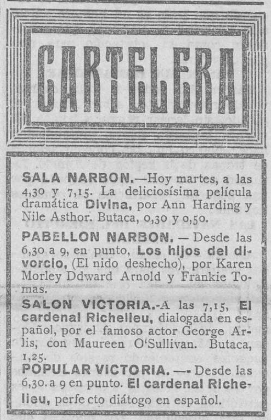 CARTELERA
SALA NARBON.—Hoy martes, a las
4,30 y 7,15. La deliciosísima película
dramática Divina, por Ann Harding y
Nile Asthor. Butaca, 0,30 y 0,50.
PABELLON NARBON. — Desde las
6,30 a 9, en punto, Los hijos del di-
vorcio, (El nido deshecho), por Karen
Morley Ddward Arnold y Frankie To-
mas.
SALON VICTORIA.-A las 7,15, El
cardenal Richelieu, dialogada en es-
pañol, por el famoso actor George Ar-
lis, con Maureen O'Sullivan. Butaca,
1,25.
POPULAR VICTORIA. —- Desde las
6,30 a 9 en punto. El cardenal Riche-
lieu, perfe cto diátogo en español.